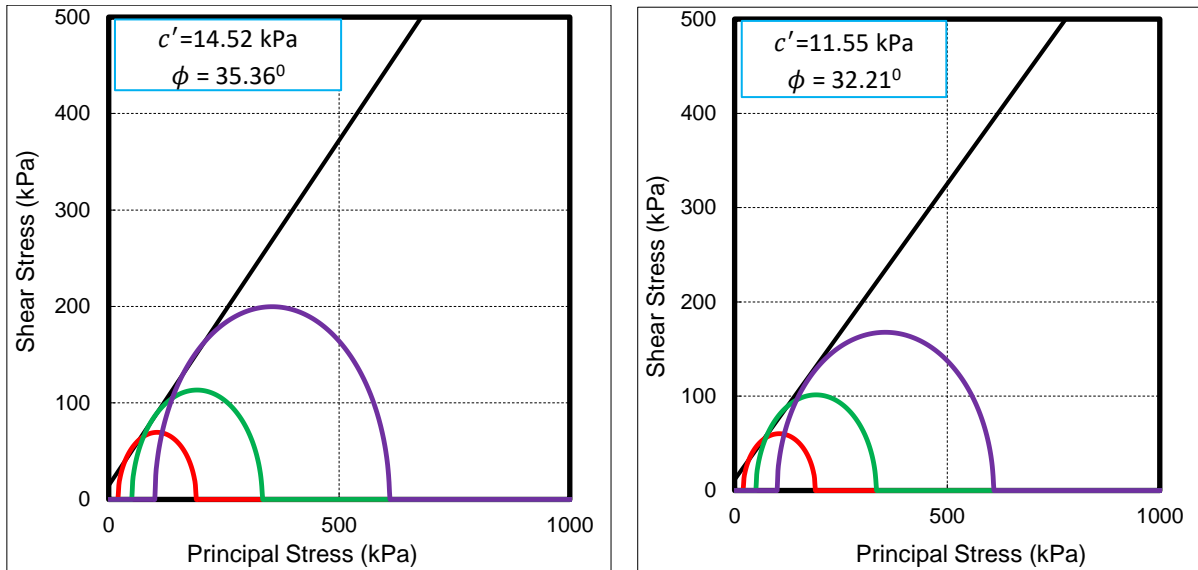 c′=14.52 kPa
ϕ = 35.36⁰
500
400
300
200
100
0
Shear Stress (kPa)
0 500 1000
Principal Stress (kPa)
c′=11.55 kPa
ϕ = 32.21⁰
500
400
300
200
100
0
Shear Stress (kPa)
0 500 1000
Principal Stress (kPa)